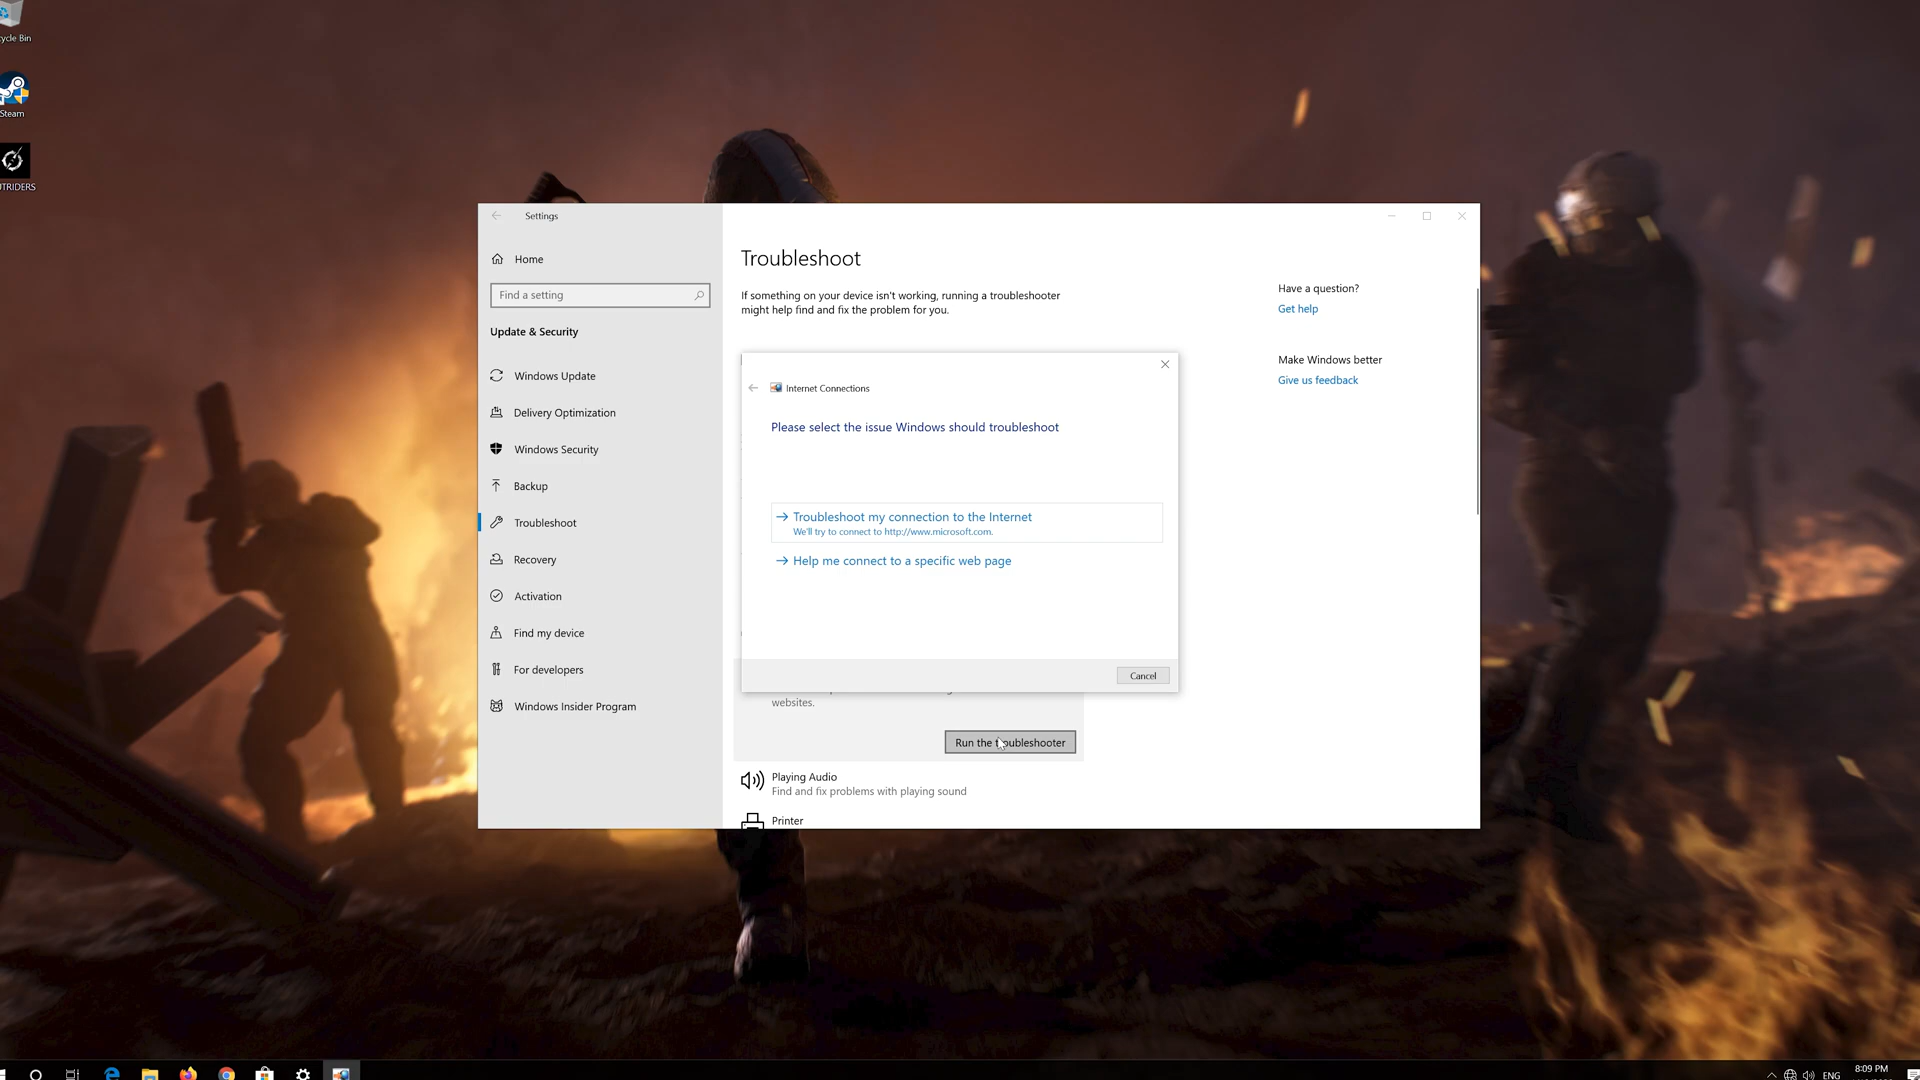 ycle Bin
Steam
UTRIDERS
Settings
Home
Find a setting
Update & Security
Windows Update
Delivery Optimization
Windows Security
Backup
Troubleshoot
Recovery
Activation
Find my device
For developers
Windows Insider Program
Troubleshoot
If something on your device isn't working, running a troubleshooter
might help find and fix the problem for you.
Have a question?
Get help
Make Windows better
Give us feedback
Internet Connections
Please select the issue Windows should troubleshoot
Troubleshoot my connection to the Internet
We'll try to connect to http://www.microsoft.com.
Help me connect to a specific web page
Cancel
websites.
Run the troubleshooter
Playing Audio
Find and fix problems with playing sound
Printer
ENG
8:09 PM